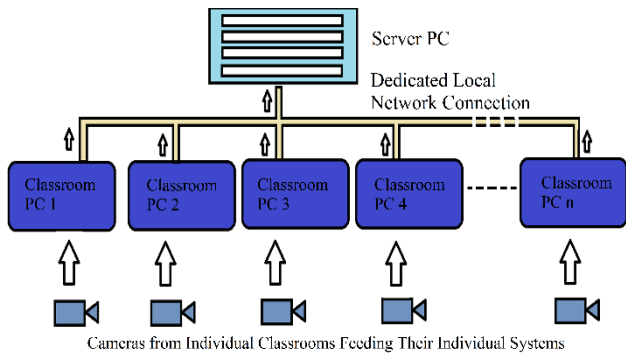 Server PC
Dedicated Local
Network Connection
Classroom
PC 1
Classroom
PC 2
Classroom
PC 3
Classroom
PC 4
Classroom
PC n
Cameras from Individual Classrooms Feeding Their Individual Systems